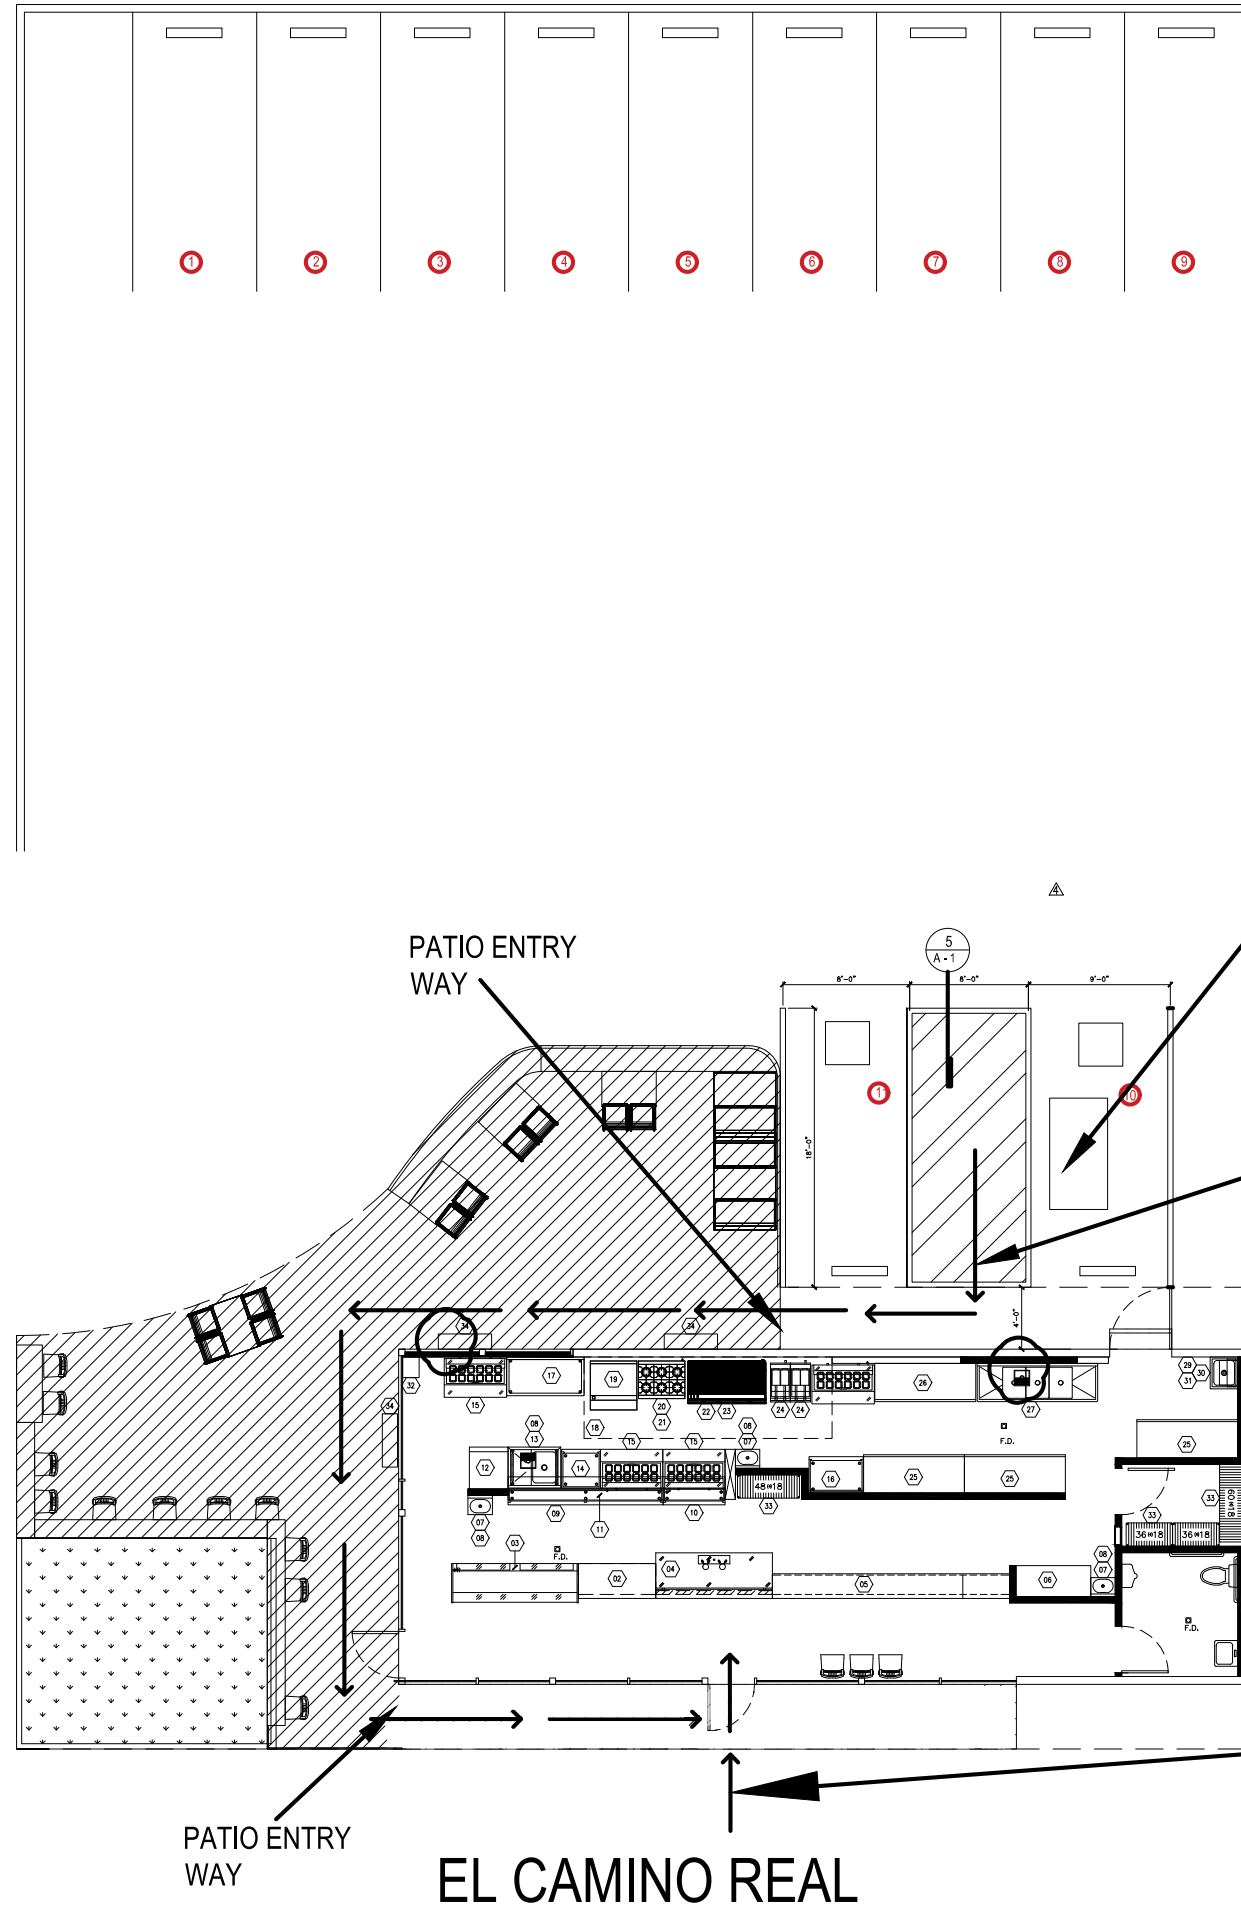 1 2 3 4 5 6 7 8 9
4
PATIO ENTRY
WAY
5
A - 1
8'-0" 9'-0"
11 10
18'-0"
4'-0"
34 34
32 15 17 19 20 21 22 23 24 24 26 27 29 30 31
18
34
08 13 15 15 08 07
F.D.
25
12 14 16 25 25
48x18
33
07 08 09 11 10
33
60x18
33
36x18 36x18
03
F.D.
02 04 05 06
08 07
F.D.
PATIO ENTRY
WAY
EL CAMINO REAL